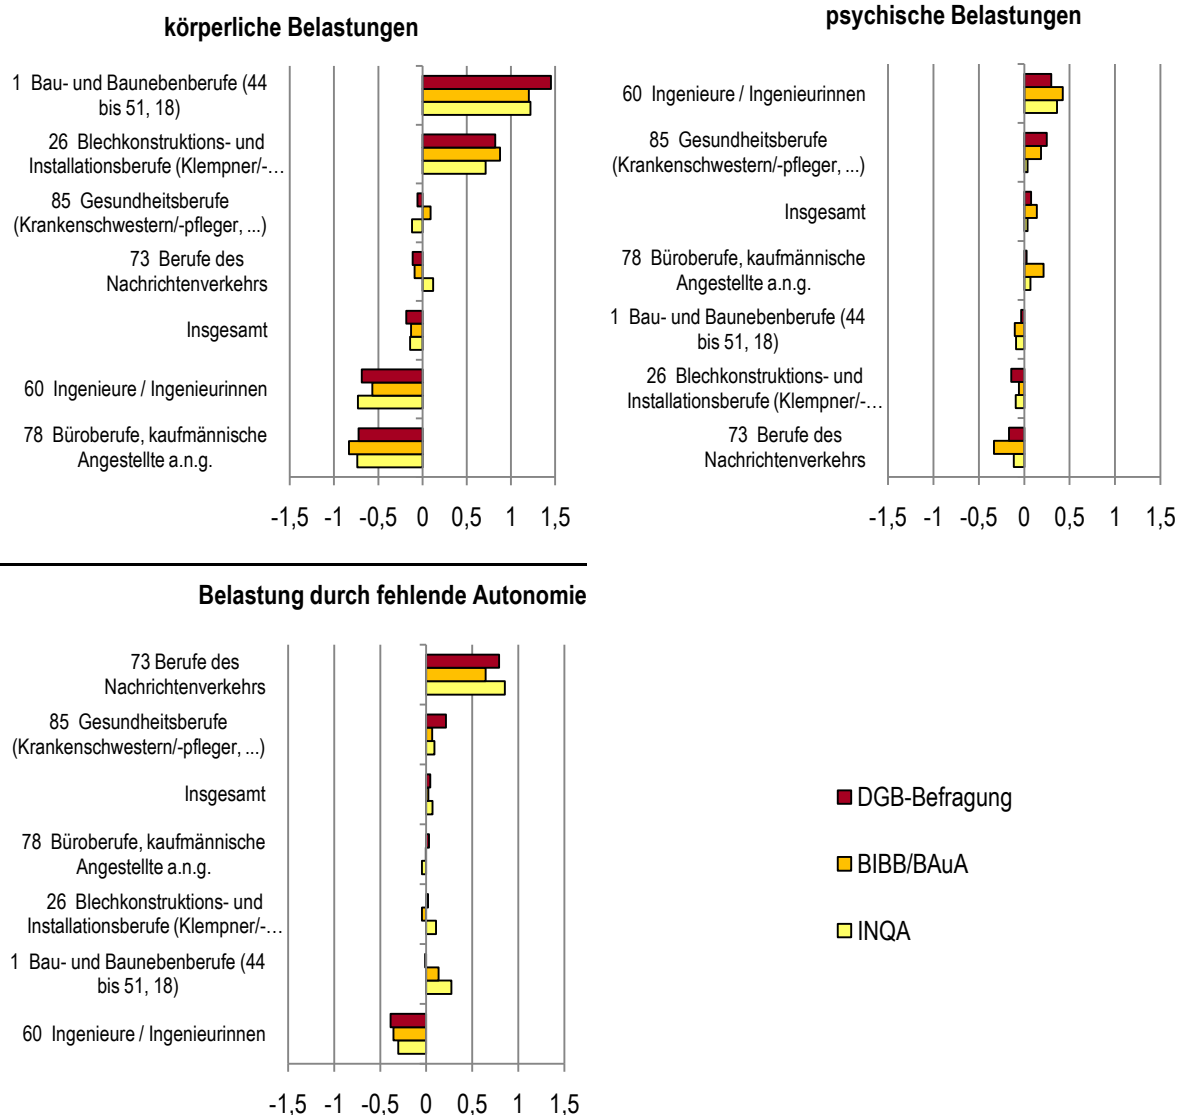 körperliche Belastungen
1 Bau- und Baunebenberufe (44
bis 51, 18)
26 Blechkonstruktions- und
Installationsberufe (Klempner/-…
85 Gesundheitsberufe
(Krankenschwestern/-pfleger, ...)
73 Berufe des
Nachrichtenverkehrs
Insgesamt
60 Ingenieure / Ingenieurinnen
78 Büroberufe, kaufmännische
Angestellte a.n.g.
-1,5 -1 -0,5 0 0,5 1 1,5
psychische Belastungen
60 Ingenieure / Ingenieurinnen
85 Gesundheitsberufe
(Krankenschwestern/-pfleger, ...)
Insgesamt
78 Büroberufe, kaufmännische
Angestellte a.n.g.
1 Bau- und Baunebenberufe (44
bis 51, 18)
26 Blechkonstruktions- und
Installationsberufe (Klempner/-…
73 Berufe des
Nachrichtenverkehrs
-1,5 -1 -0,5 0 0,5 1 1,5
Belastung durch fehlende Autonomie
73 Berufe des
Nachrichtenverkehrs
85 Gesundheitsberufe
(Krankenschwestern/-pfleger, ...)
Insgesamt
78 Büroberufe, kaufmännische
Angestellte a.n.g.
26 Blechkonstruktions- und
Installationsberufe (Klempner/-…
1 Bau- und Baunebenberufe (44
bis 51, 18)
60 Ingenieure / Ingenieurinnen
-1,5 -1 -0,5 0 0,5 1 1,5
DGB-Befragung
BIBB/BAuA
INQA